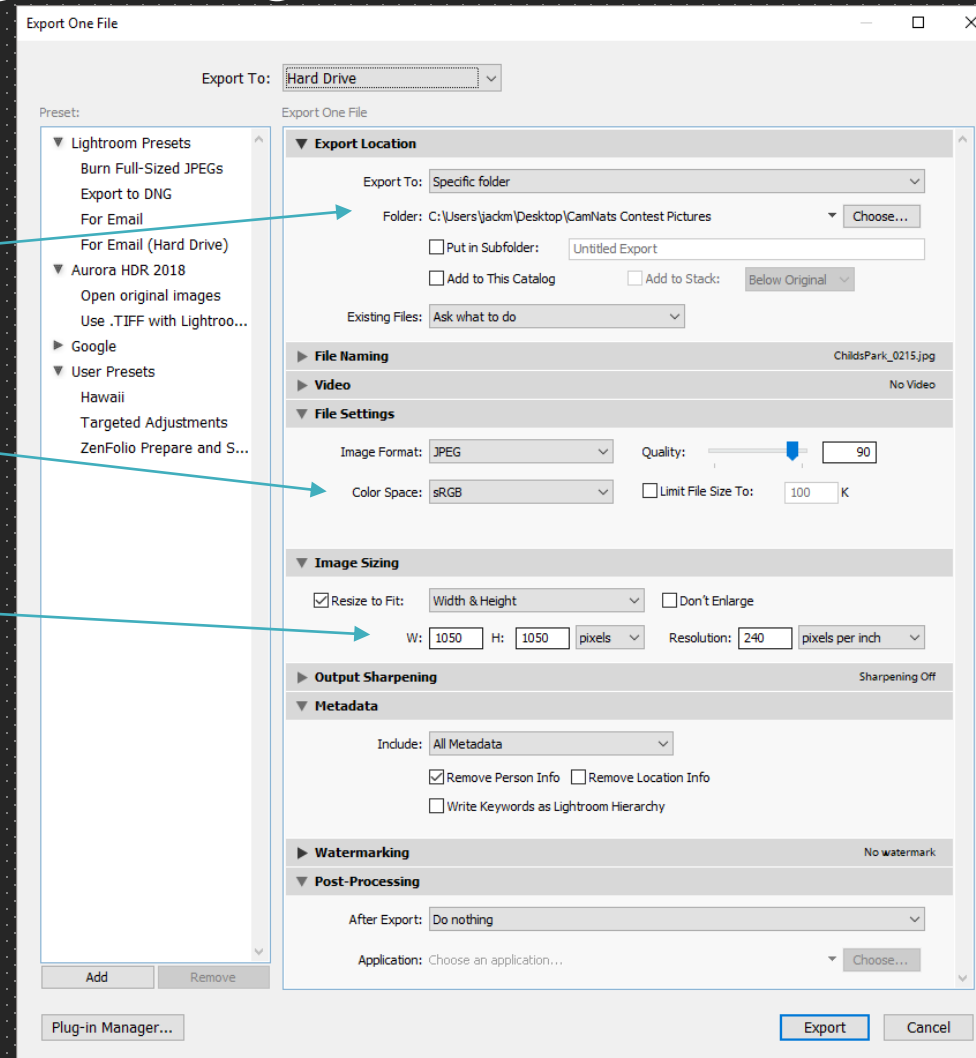 Export One File
Export To: Hard Drive
Preset:
Export One File
Lightroom Presets
Burn Full-Sized JPEGs
Export to DNG
For Email
For Email (Hard Drive)
Aurora HDR 2018
Open original images
Use .TIFF with Lightroo...
Google
User Presets
Hawaii
Targeted Adjustments
ZenFolio Prepare and S...
Add Remove
Export Location
Export To: Specific folder
Folder: C:\Users\jackm\Desktop\CamNats Contest Pictures Choose...
Put in Subfolder: Untitled Export
Add to This Catalog Add to Stack: Below Original
Existing Files: Ask what to do
File Naming ChildsPark_0215.jpg
Video No Video
File Settings
Image Format: JPEG Quality: 90
Color Space: sRGB Limit File Size To: 100 K
Image Sizing
Resize to Fit: Width & Height Don't Enlarge
W: 1050 H: 1050 pixels Resolution: 240 pixels per inch
Output Sharpening Sharpening Off
Metadata
Include: All Metadata
Remove Person Info Remove Location Info
Write Keywords as Lightroom Hierarchy
Watermarking No watermark
Post-Processing
After Export: Do nothing
Application: Choose an application... Choose...
Plug-in Manager... Export Cancel